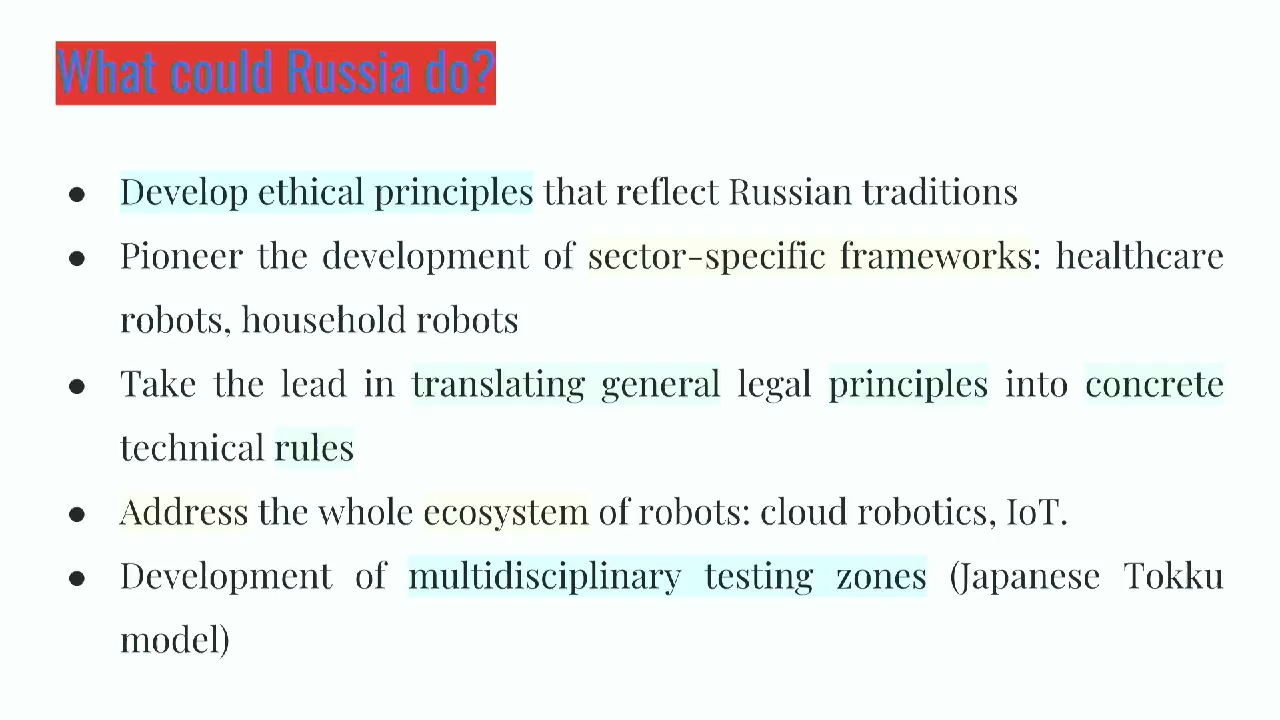 What could Russia do?
● Develop ethical principles that reflect Russian traditions
● Pioneer the development of sector-specific frameworks: healthcare
robots, household robots
● Take the lead in translating general legal principles into concrete
technical rules
● Address the whole ecosystem of robots: cloud robotics, IoT.
● Development of multidisciplinary testing zones (Japanese Tokku
model)